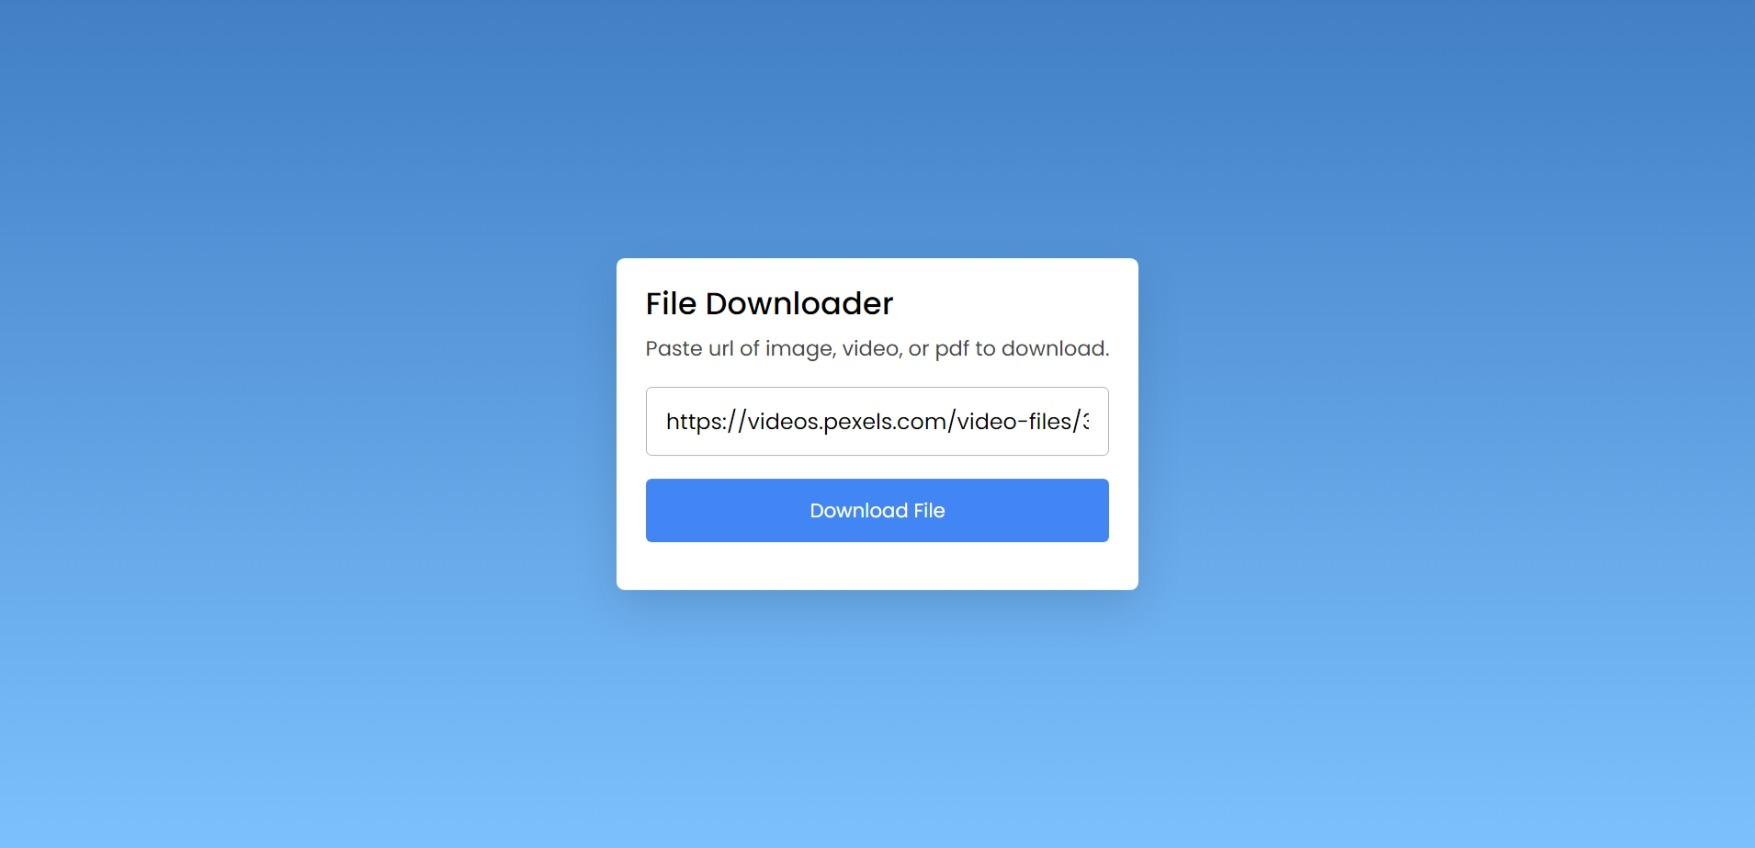 File Downloader
Paste url of image, video, or pdf to download.
https://videos.pexels.com/video-files/
Download File